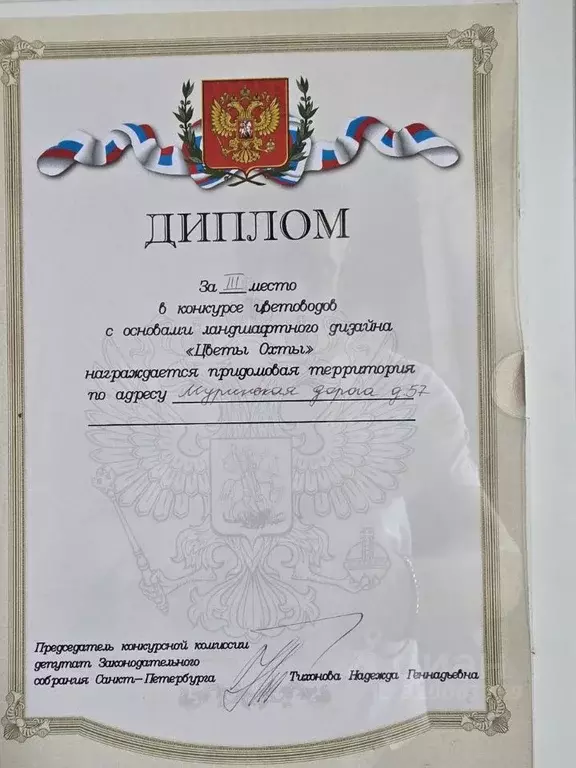 ДИПЛОМ
За III место
в конкурсе цветоводов
с основами ландшафтного дизайна
«Цветы Охты»
награждается придомовая территория
по адресу Муринская дорога д.57
Председатель конкурсной комиссии
депутат Законодательного
собрания Санкт-Петербурга Тихонова Надежда Геннадьевна